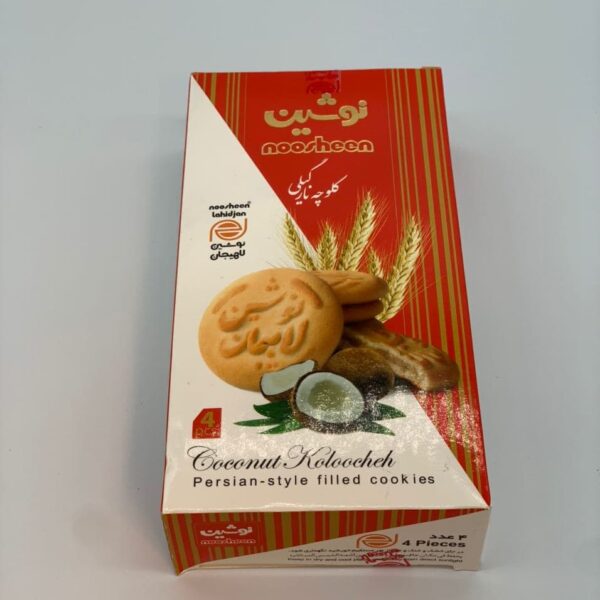 نوشین
noosheen
کلوچه نارگیلی
noosheen
Lahidjan
نوشین
لاهیجان
نوشین
لاهیجان
4
pcs
Coconut Koloocheh
Persian-style filled cookies
نوشین
noosheen
۴ عدد
4 Pieces